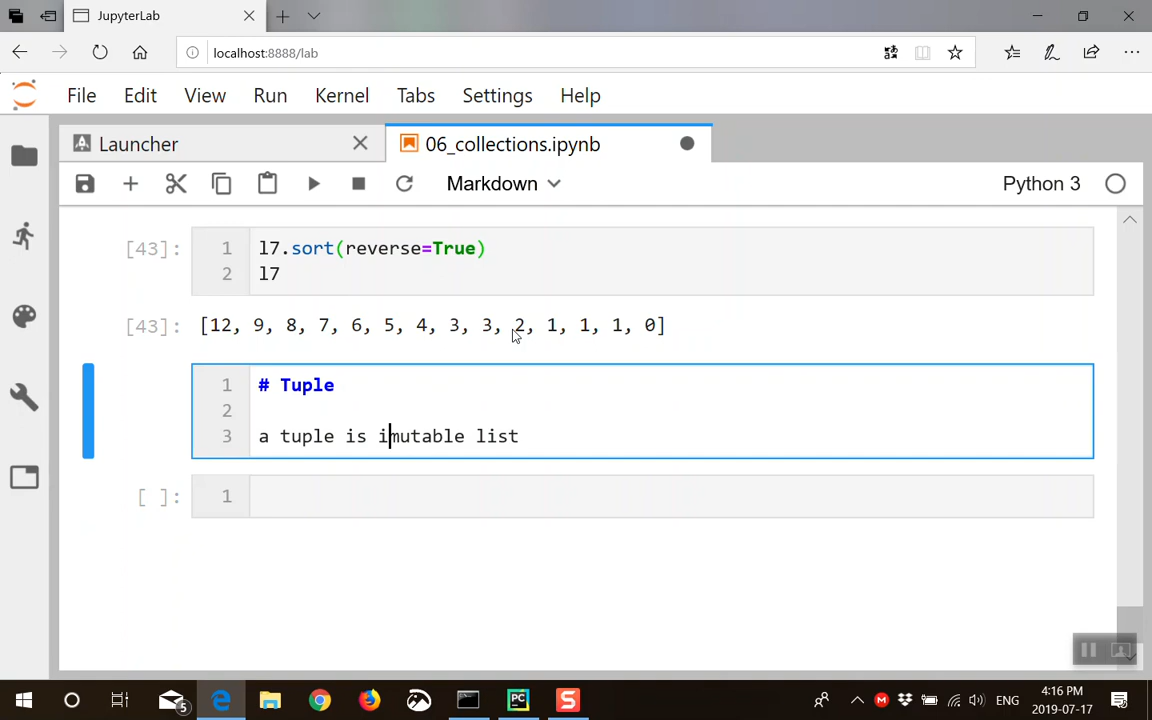 JupyterLab
localhost:8888/lab
File Edit View Run Kernel Tabs Settings Help
Launcher 06_collections.ipynb
Markdown Python 3
[43]: 1 l7.sort(reverse=True)
2 l7
[43]: [12, 9, 8, 7, 6, 5, 4, 3, 3, 2, 1, 1, 1, 0]
1 # Tuple
2
3 a tuple is imutable list
[ ]: 1
5 PC S M ENG 4:16 PM
2019-07-17